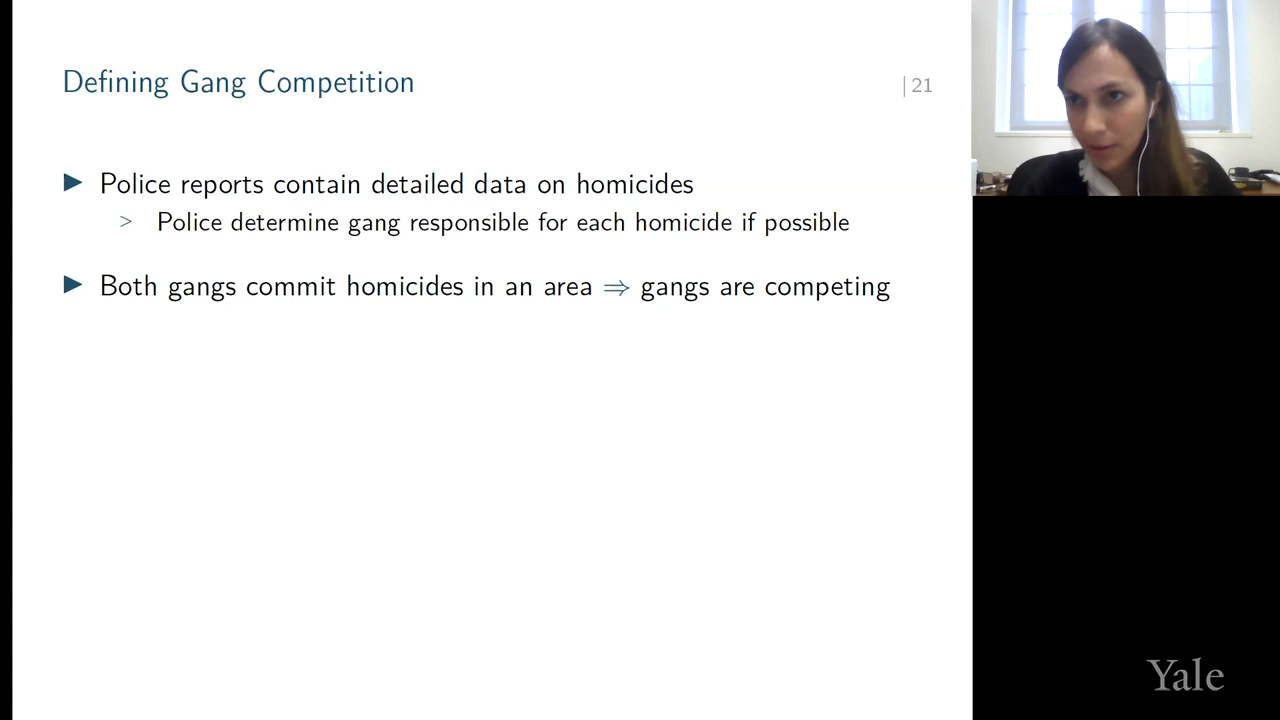 Defining Gang Competition
| 21
▶ Police reports contain detailed data on homicides
> Police determine gang responsible for each homicide if possible
▶ Both gangs commit homicides in an area ⇒ gangs are competing
Yale